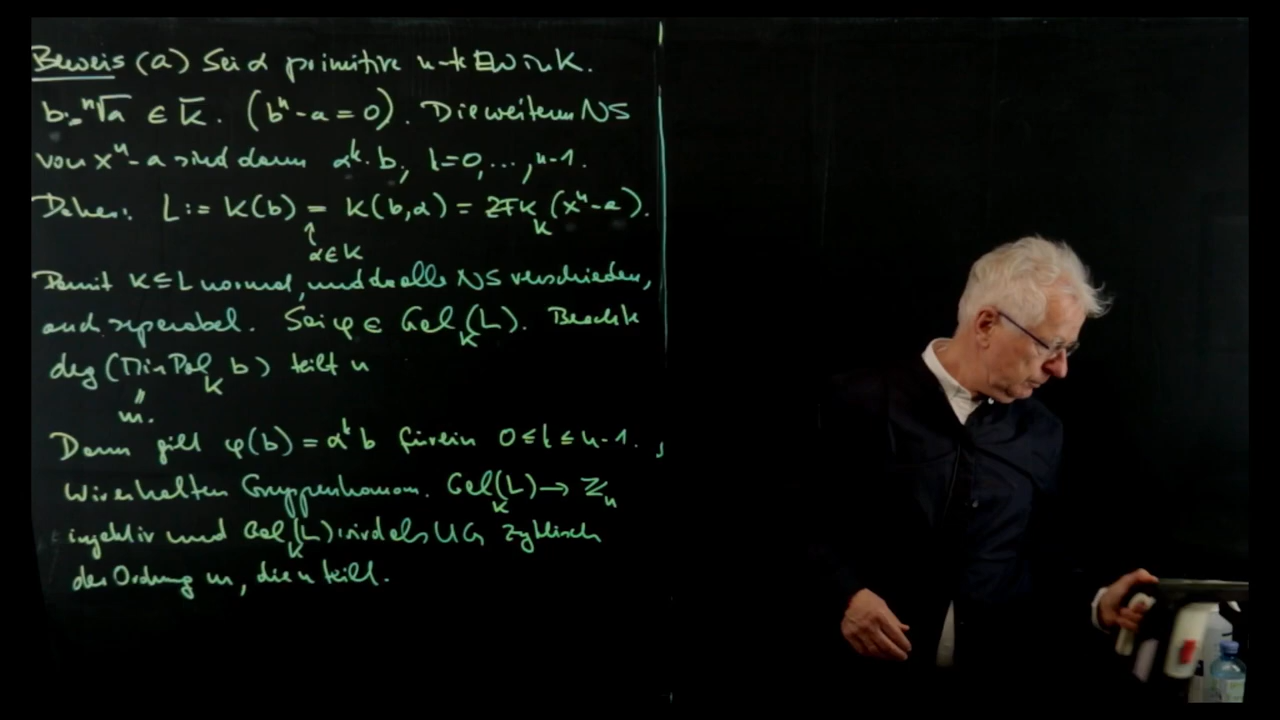 Beweis (a) Sei α primitive n-te EW in K.
b:=ⁿ√a ∈ K̄. (bⁿ-a=0). Die weiteren NS
von xⁿ-a sind dann αᵏ·b, k=0,...,n-1.
Daher: L:= K(b) = K(b,α) = ZFK_K(xⁿ-a).
↑
α∈K
Damit K≤L normal, und da alle NS verschieden,
auch separabel. Sei φ ∈ Gal_K(L). Beachte
deg(MinPol_K b) teilt n
"
m.
Dann gilt φ(b) = αᵏ b für ein 0≤k≤n-1.,
Wir erhalten Gruppenhomom. Gal_K(L)→ ℤₙ
injektiv und Gal_K(L) wird als UG zyklisch
der Ordnung m, die n teilt.